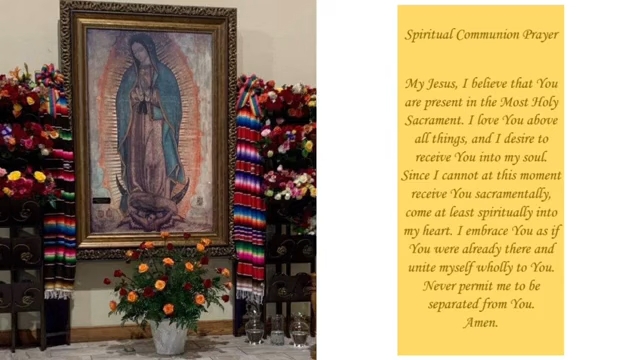 Spiritual Communion Prayer
My Jesus, I believe that You
are present in the Most Holy
Sacrament. I love You above
all things, and I desire to
receive You into my soul.
Since I cannot at this moment
receive You sacramentally,
come at least spiritually into
my heart. I embrace You as if
You were already there and
unite myself wholly to You.
Never permit me to be
separated from You.
Amen.